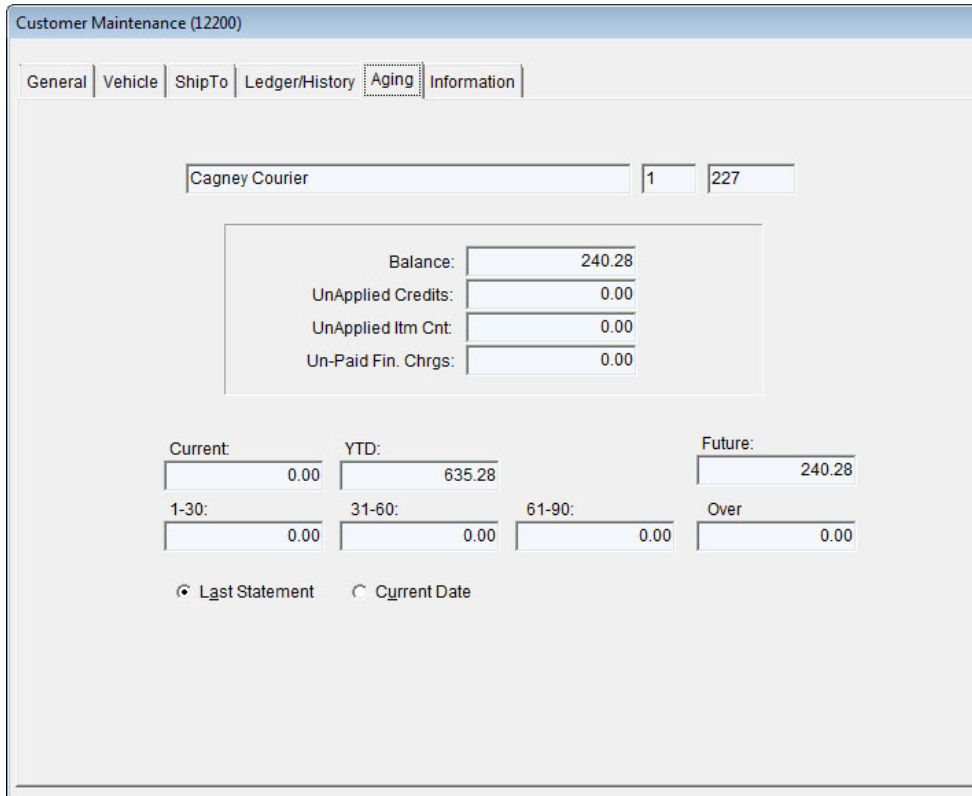 Customer Maintenance (12200)
General Vehicle ShipTo Ledger/History Aging Information
Cagney Courier 1 227
Balance: 240.28
UnApplied Credits: 0.00
UnApplied Itm Cnt: 0.00
Un-Paid Fin. Chrgs: 0.00
Current: YTD: Future:
0.00 635.28 240.28
1-30: 31-60: 61-90: Over
0.00 0.00 0.00 0.00
Last Statement Current Date